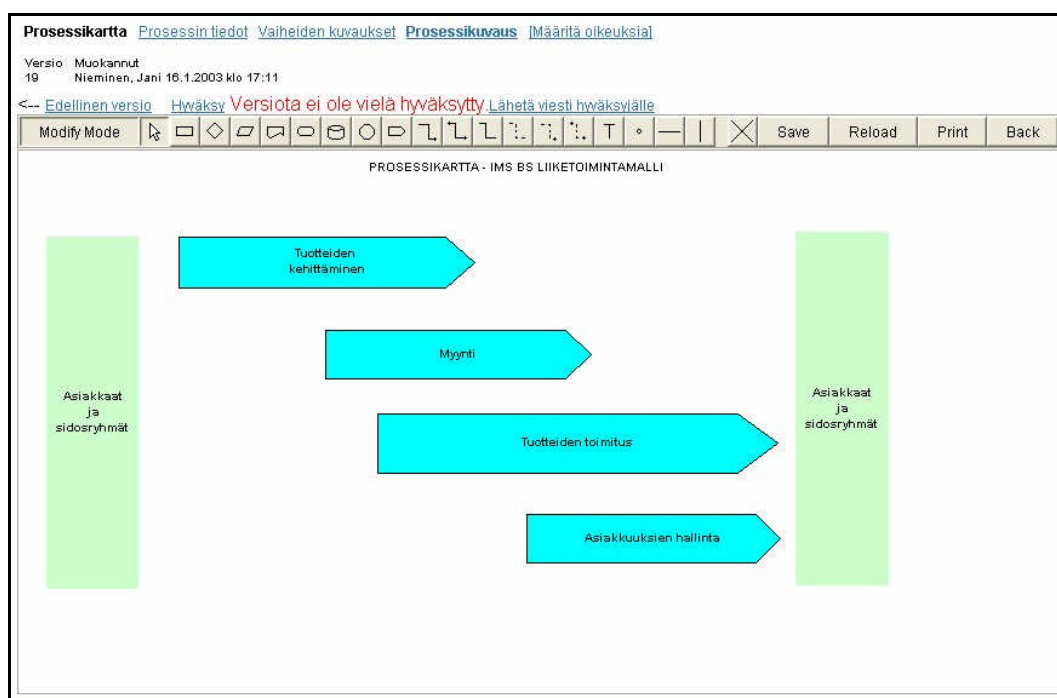 Prosessikartta Prosessin tiedot Vaiheiden kuvaukset Prosessikuvaus [Määritä oikeuksia]
Versio Muokannut
19 Nieminen, Jani 16.1.2003 klo 17:11
<-- Edellinen versio Hyväksy Versiota ei ole vielä hyväksytty. Lähetä viesti hyväksyjälle
Modify Mode T Save Reload Print Back
PROSESSIKARTTA - IMS BS LIIKETOIMINTAMALLI
Tuotteiden
kehittäminen
Myynti
Asiakkaat
ja
sidosryhmät
Asiakkaat
ja
sidosryhmät
Tuotteiden toimitus
Asiakkuuksien hallinta